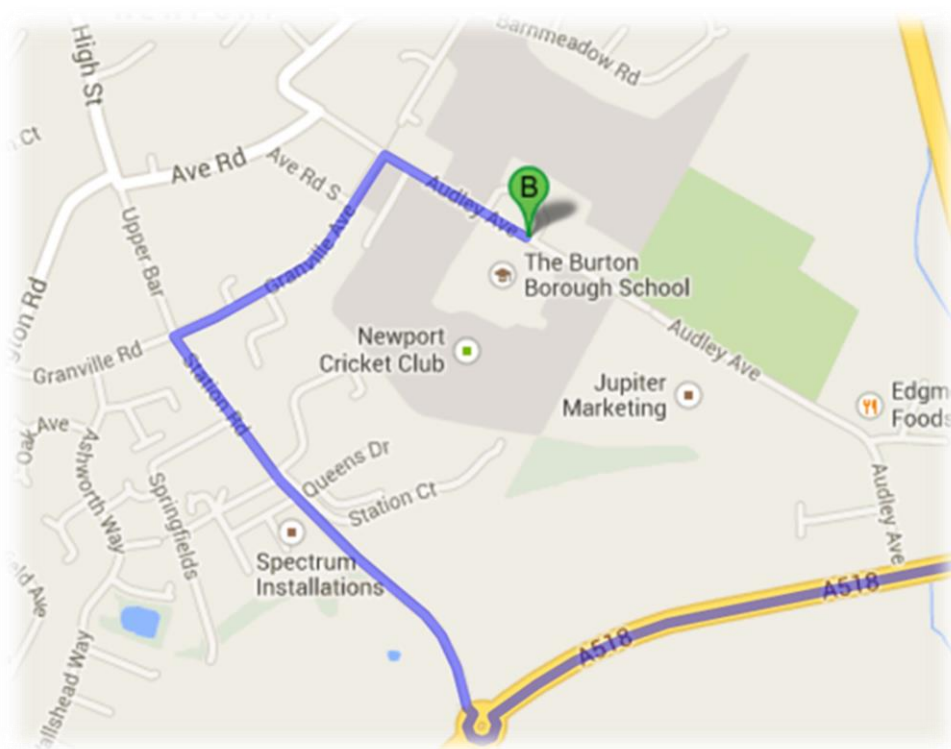 Barnmeadow Rd
High St
Ct
Ave Rd
Ave Rd S
Audley Ave
B
Upper Bar
Granville Ave
The Burton
Borough School
Granville Rd
Station Rd
Newport
Cricket Club
Audley Ave
Jupiter
Marketing
Edgm
Foods
Oak Ave
Ashworth Way
Queens Dr
Springfields
Station Ct
Audley Ave
Spectrum
Installations
A518
A518